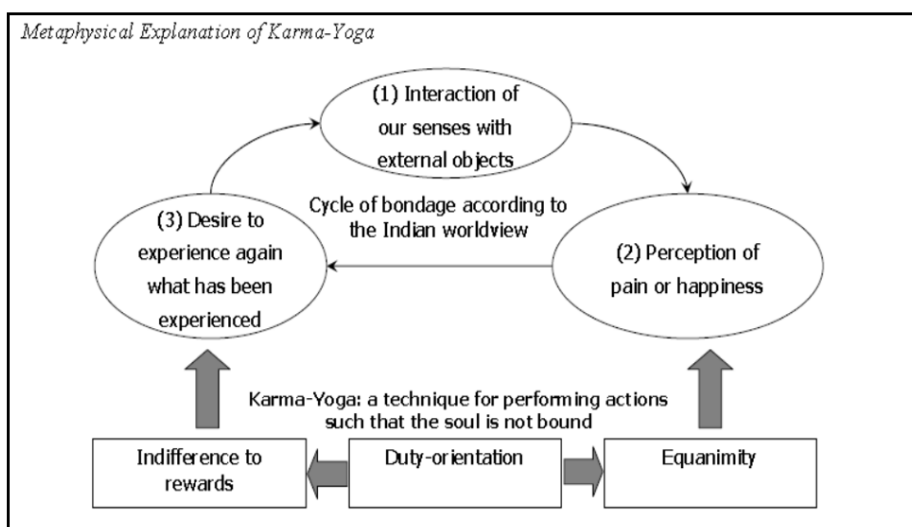 Metaphysical Explanation of Karma-Yoga
(1) Interaction of
our senses with
external objects
Cycle of bondage according to
the Indian worldview
(3) Desire to
experience again
what has been
experienced
(2) Perception of
pain or happiness
Karma-Yoga: a technique for performing actions
such that the soul is not bound
Indifference to
rewards
Duty-orientation
Equanimity